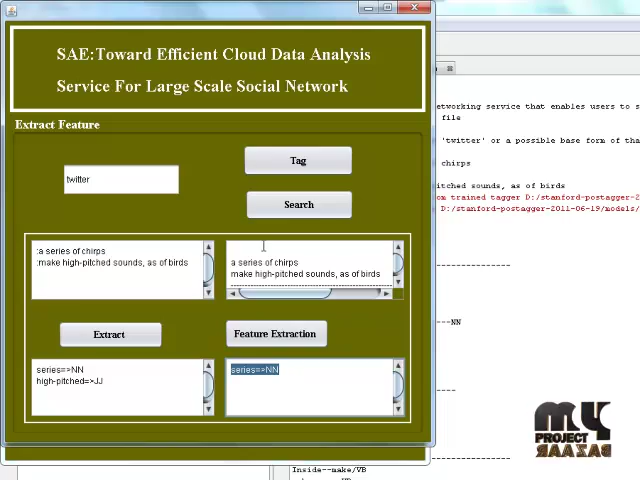 SAE:Toward Efficient Cloud Data Analysis
Service For Large Scale Social Network
Extract Feature
twitter
Tag
Search
:a series of chirps
:make high-pitched sounds, as of birds
a series of chirps
make high-pitched sounds, as of birds
Extract
Feature Extraction
series=>NN
high-pitched=>JJ
series=>NN
networking service that enables users to s
file
'twitter' or a possible base form of tha
chirps
pitched sounds, as of birds
om trained tagger D:/stanford-postagger-2
D:/stanford-postagger-2011-06-19/models/
NN
Inside--make/VB
MY
PROJECT
BAZAAR